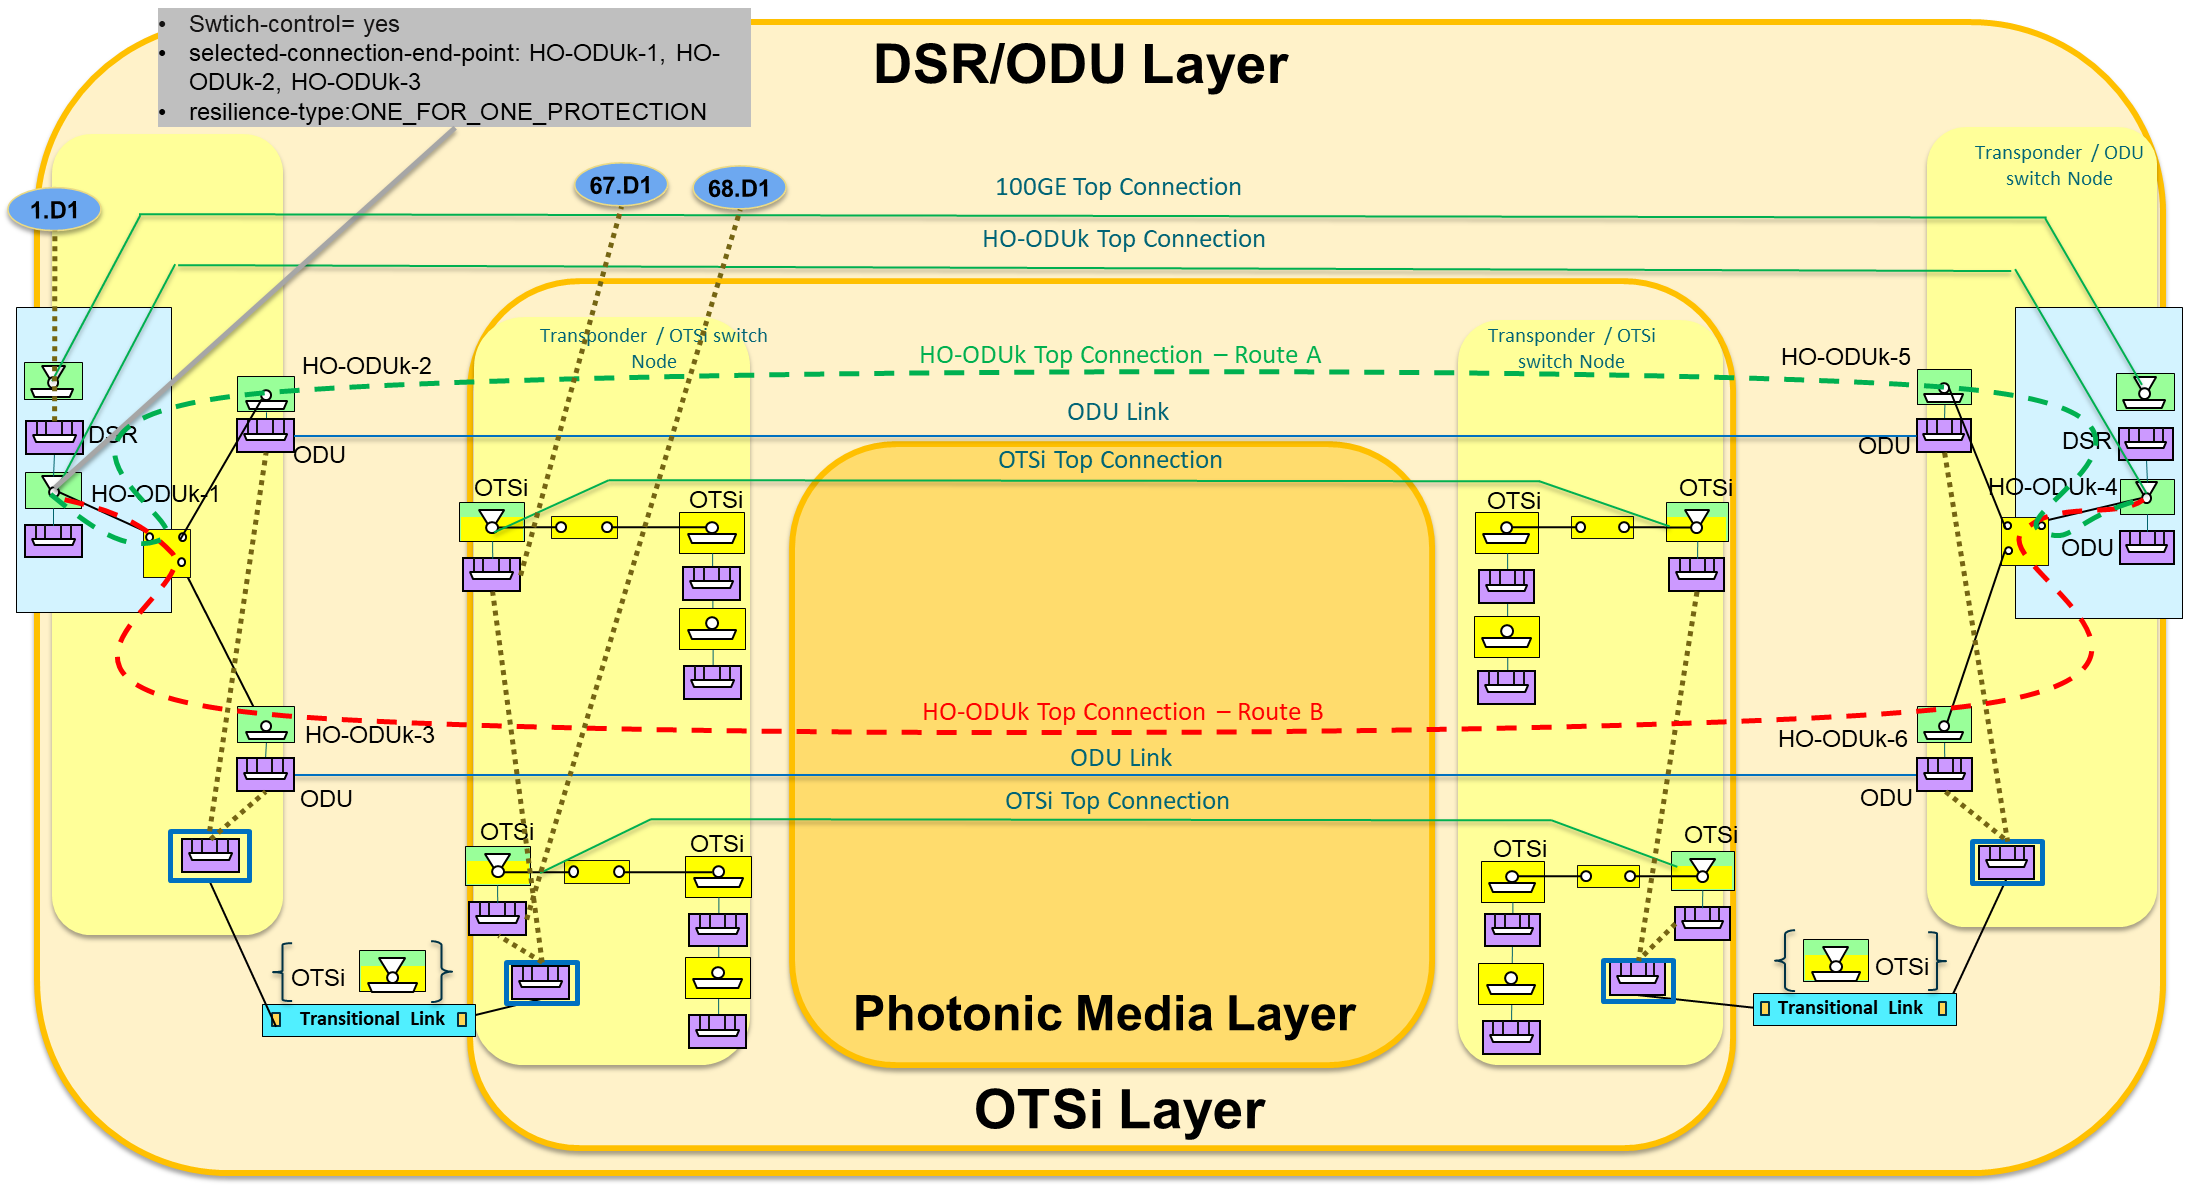 • Swtich-control= yes
• selected-connection-end-point: HO-ODUk-1, HO-
ODUk-2, HO-ODUk-3
• resilience-type:ONE_FOR_ONE_PROTECTION
DSR/ODU Layer
Transponder / ODU
switch Node
1.D1
67.D1
68.D1
100GE Top Connection
HO-ODUk Top Connection
Transponder / OTSi switch
Node
Transponder / OTSi
switch Node
HO-ODUk-2
HO-ODUk Top Connection – Route A
HO-ODUk-5
ODU Link
DSR
ODU
ODU
DSR
OTSi Top Connection
HO-ODUk-1
OTSi
OTSi
OTSi
OTSi
HO-ODUk-4
ODU
HO-ODUk Top Connection – Route B
HO-ODUk-3
HO-ODUk-6
ODU Link
ODU
ODU
OTSi Top Connection
OTSi
OTSi
OTSi
OTSi
OTSi
OTSi
Transitional Link
Transitional Link
Photonic Media Layer
OTSi Layer